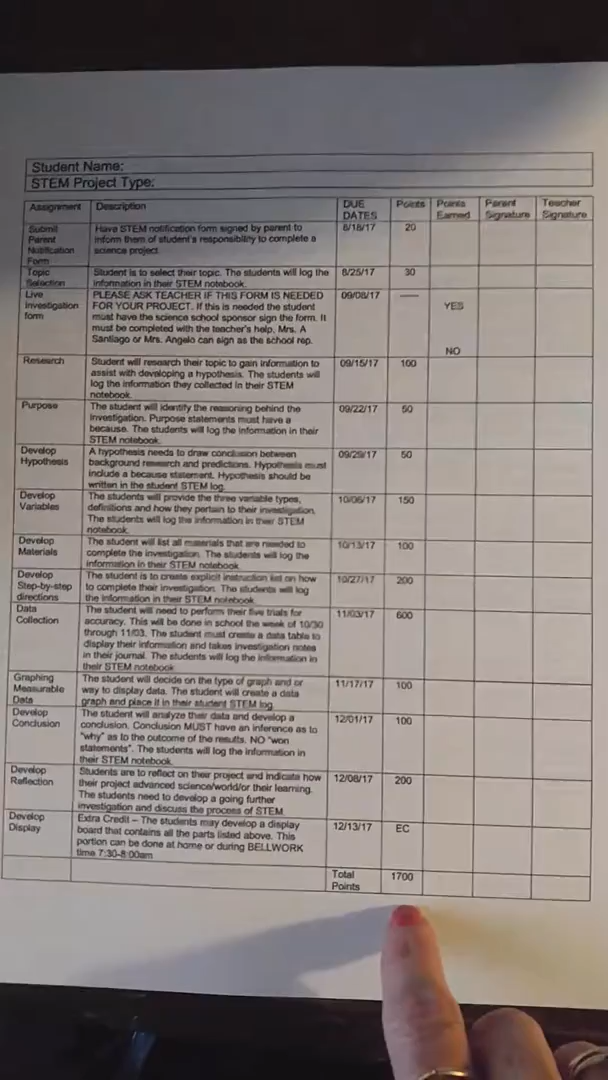 Student Name:
STEM Project Type:
Assignment Description DUE DATES Points Points Earned Parent Signature Teacher Signature
Submit Parent Notification Form
Have STEM notification form signed by parent to
inform them of student's responsibility to complete a
science project.
8/18/17 20
Topic Selection
Student is to select their topic. The students will log the
information in their STEM notebook.
8/25/17 30
Live Investigation form
PLEASE ASK TEACHER IF THIS FORM IS NEEDED
FOR YOUR PROJECT. If this is needed the student
must have the science school sponsor sign the form. It
must be completed with the teacher's help, Mrs. A
Santiago or Mrs. Angelo can sign as the school rep.
09/08/17 —— YES
NO
Research
Student will research their topic to gain information to
assist with developing a hypothesis. The students will
log the information they collected in their STEM
notebook.
09/15/17 100
Purpose
The student will identify the reasoning behind the
investigation. Purpose statements must have a
because. The students will log the information in their
STEM notebook.
09/22/17 50
Develop Hypothesis
A hypothesis needs to draw conclusion between
background research and predictions. Hypothesis must
include a because statement. Hypothesis should be
written in the student STEM log.
09/29/17 50
Develop Variables
The students will provide the three variable types,
definitions and how they pertain to their investigation.
The students will log the information in their STEM
notebook.
10/06/17 150
Develop Materials
The student will list all materials that are needed to
complete the investigation. The students will log the
information in their STEM notebook.
10/13/17 100
Develop Step-by-step directions
The student is to create explicit instruction list on how
to complete their investigation. The students will log
the information in their STEM notebook
10/27/17 200
Data Collection
The student will need to perform their five trials for
accuracy. This will be done in school the week of 10/30
through 11/03. The student must create a data table to
display their information and takes investigation notes
in their journal. The students will log the information in
their STEM notebook
11/03/17 600
Graphing Measurable Data
The student will decide on the type of graph and or
way to display data. The student will create a data
graph and place it in their student STEM log
11/17/17 100
Develop Conclusion
The student will analyze their data and develop a
conclusion. Conclusion MUST have an inference as to
"why" as to the outcome of the results. NO "won
statements". The students will log the information in
their STEM notebook.
12/01/17 100
Develop Reflection
Students are to reflect on their project and indicate how
their project advanced science/world/or their learning.
The students need to develop a going further
investigation and discuss the process of STEM
12/08/17 200
Develop Display
Extra Credit – The students may develop a display
board that contains all the parts listed above. This
portion can be done at home or during BELLWORK
time 7:30-8:00am
12/13/17 EC
Total Points 1700